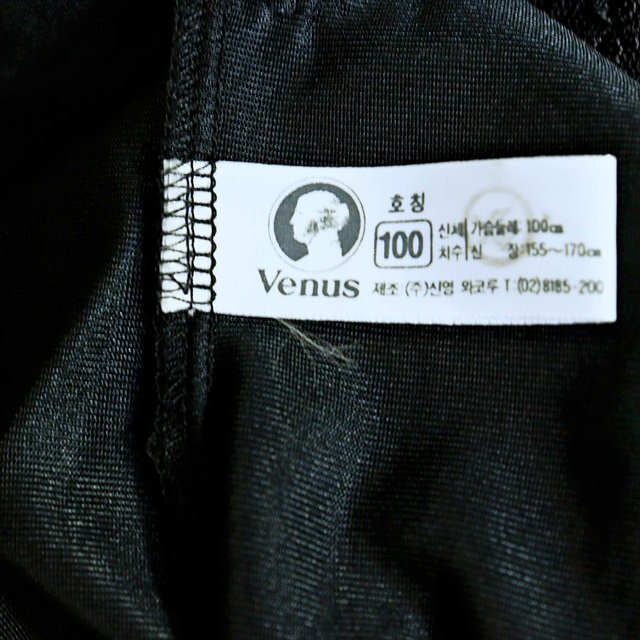 Venus
호칭
100
신체 가슴둘레 100cm
치수 신 장 155~170cm
제조 (주)신영 와코루 T:(02)8185-200